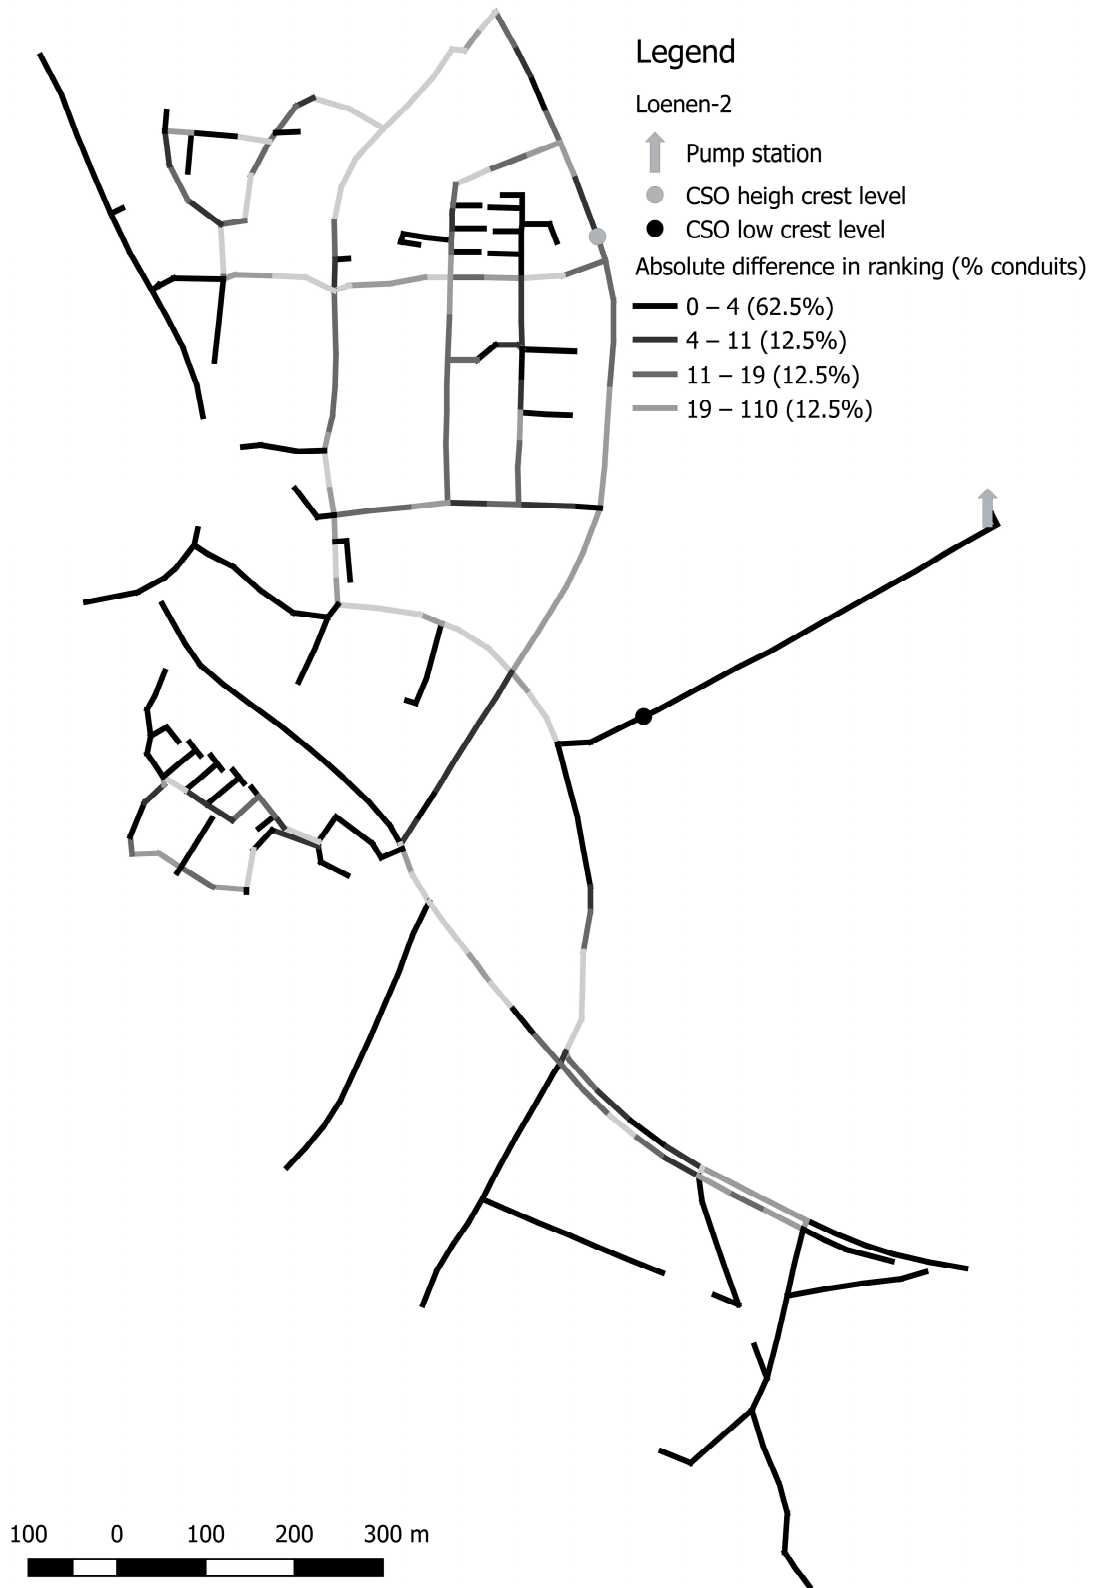 Legend
Loenen-2
Pump station
CSO heigh crest level
CSO low crest level
Absolute difference in ranking (% conduits)
0 – 4 (62.5%)
4 – 11 (12.5%)
11 – 19 (12.5%)
19 – 110 (12.5%)
100 0 100 200 300 m